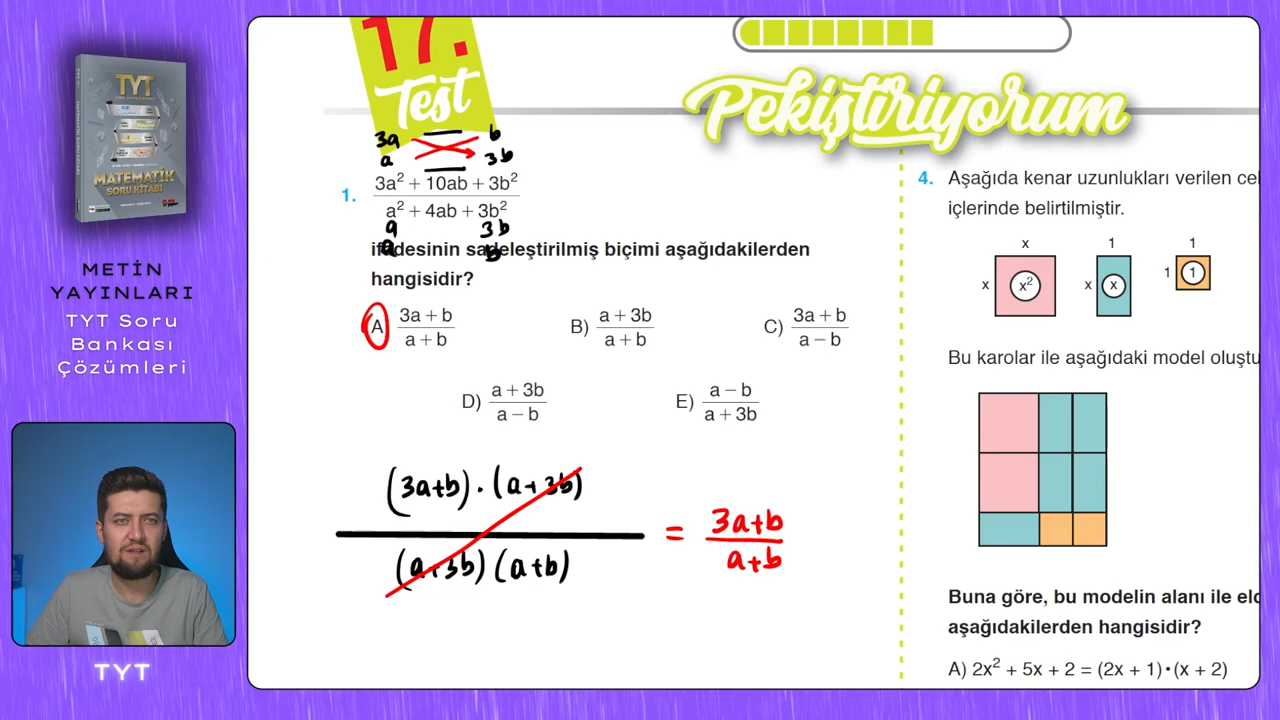 TYT
MATEMATİK
SORU KİTABI
METİN
YAYINLARI
TYT Soru
Bankası
Çözümleri
TYT
17.
Test
Pekiştiriyorum
3a b
a 3b
1. 3a² + 10ab + 3b²
a² + 4ab + 3b²
a 3b
a b
ifadesinin sadeleştirilmiş biçimi aşağıdakilerden
hangisidir?
A) 3a + b / a + b
B) a + 3b / a + b
C) 3a + b / a − b
D) a + 3b / a − b
E) a − b / a + 3b
(3a+b) · (a+3b)
(a+3b) (a+b)
= 3a+b / a+b
4. Aşağıda kenar uzunlukları verilen
içlerinde belirtilmiştir.
x 1 1
x x² x x 1 1
Bu karolar ile aşağıdaki model
Buna göre, bu modelin alanı ile
aşağıdakilerden hangisidir?
A) 2x² + 5x + 2 = (2x + 1)•(x + 2)